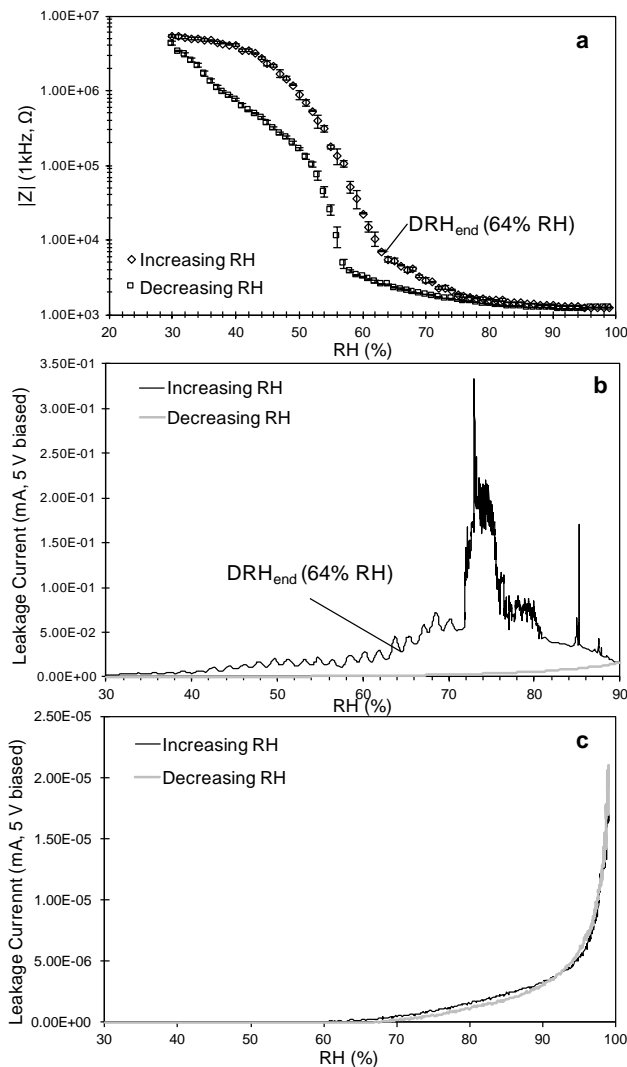 a
1.00E+07
1.00E+06
1.00E+05
1.00E+04
1.00E+03
|Z| (1kHz, Ω)
DRHend (64% RH)
Increasing RH
Decreasing RH
20 30 40 50 60 70 80 90 100
RH (%)
b
3.50E-01
3.00E-01
2.50E-01
2.00E-01
1.50E-01
1.00E-01
5.00E-02
0.00E+00
Leakage Current (mA, 5 V biased)
Increasing RH
Decreasing RH
DRHend (64% RH)
30 40 50 60 70 80 90
RH (%)
c
2.50E-05
2.00E-05
1.50E-05
1.00E-05
5.00E-06
0.00E+00
Leakage Currennt (mA, 5 V biased)
Increasing RH
Decreasing RH
30 40 50 60 70 80 90 100
RH (%)